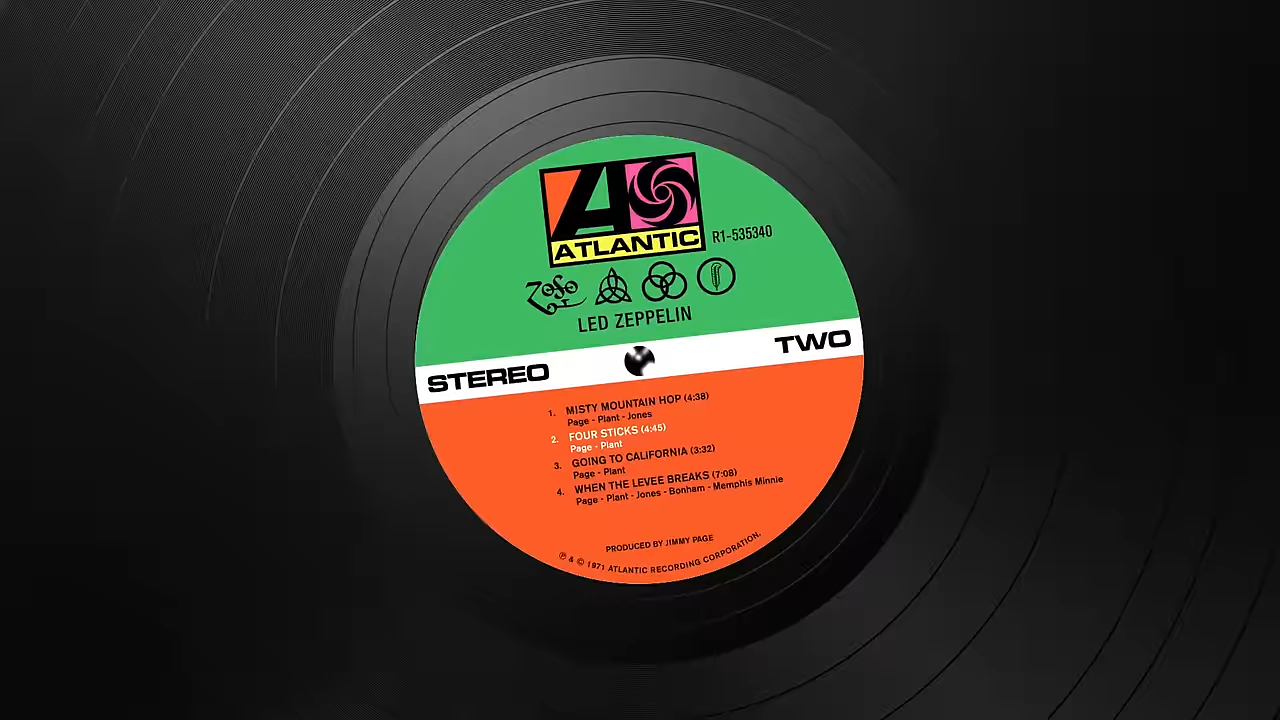 ATLANTIC
R1-535340
LED ZEPPELIN
STEREO
TWO
1. MISTY MOUNTAIN HOP (4:38)
Page - Plant - Jones
2. FOUR STICKS (4:45)
Page - Plant
3. GOING TO CALIFORNIA (3:32)
Page - Plant
4. WHEN THE LEVEE BREAKS (7:08)
Page - Plant - Jones - Bonham - Memphis Minnie
PRODUCED BY JIMMY PAGE
℗ & © 1971 ATLANTIC RECORDING CORPORATION.